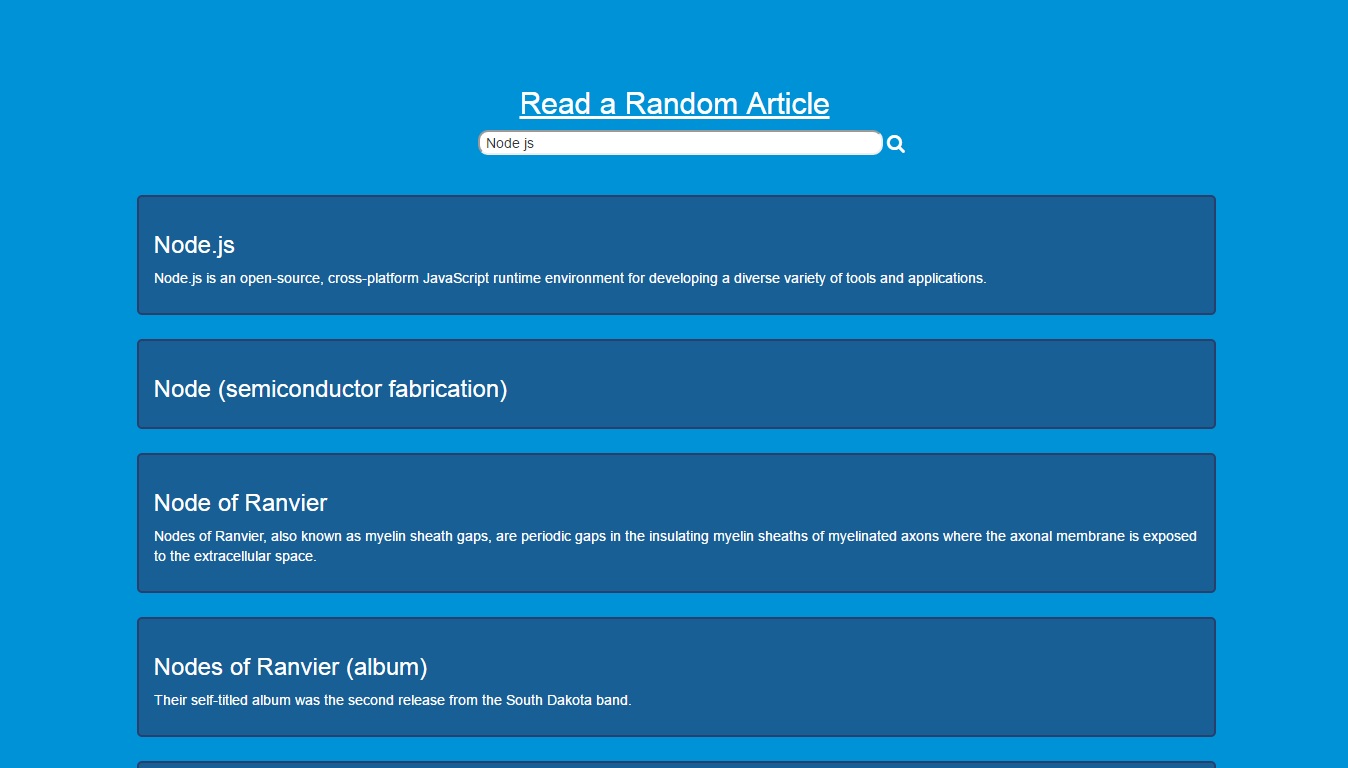 Read a Random Article
Node js
Node.js
Node.js is an open-source, cross-platform JavaScript runtime environment for developing a diverse variety of tools and applications.
Node (semiconductor fabrication)
Node of Ranvier
Nodes of Ranvier, also known as myelin sheath gaps, are periodic gaps in the insulating myelin sheaths of myelinated axons where the axonal membrane is exposed
to the extracellular space.
Nodes of Ranvier (album)
Their self-titled album was the second release from the South Dakota band.